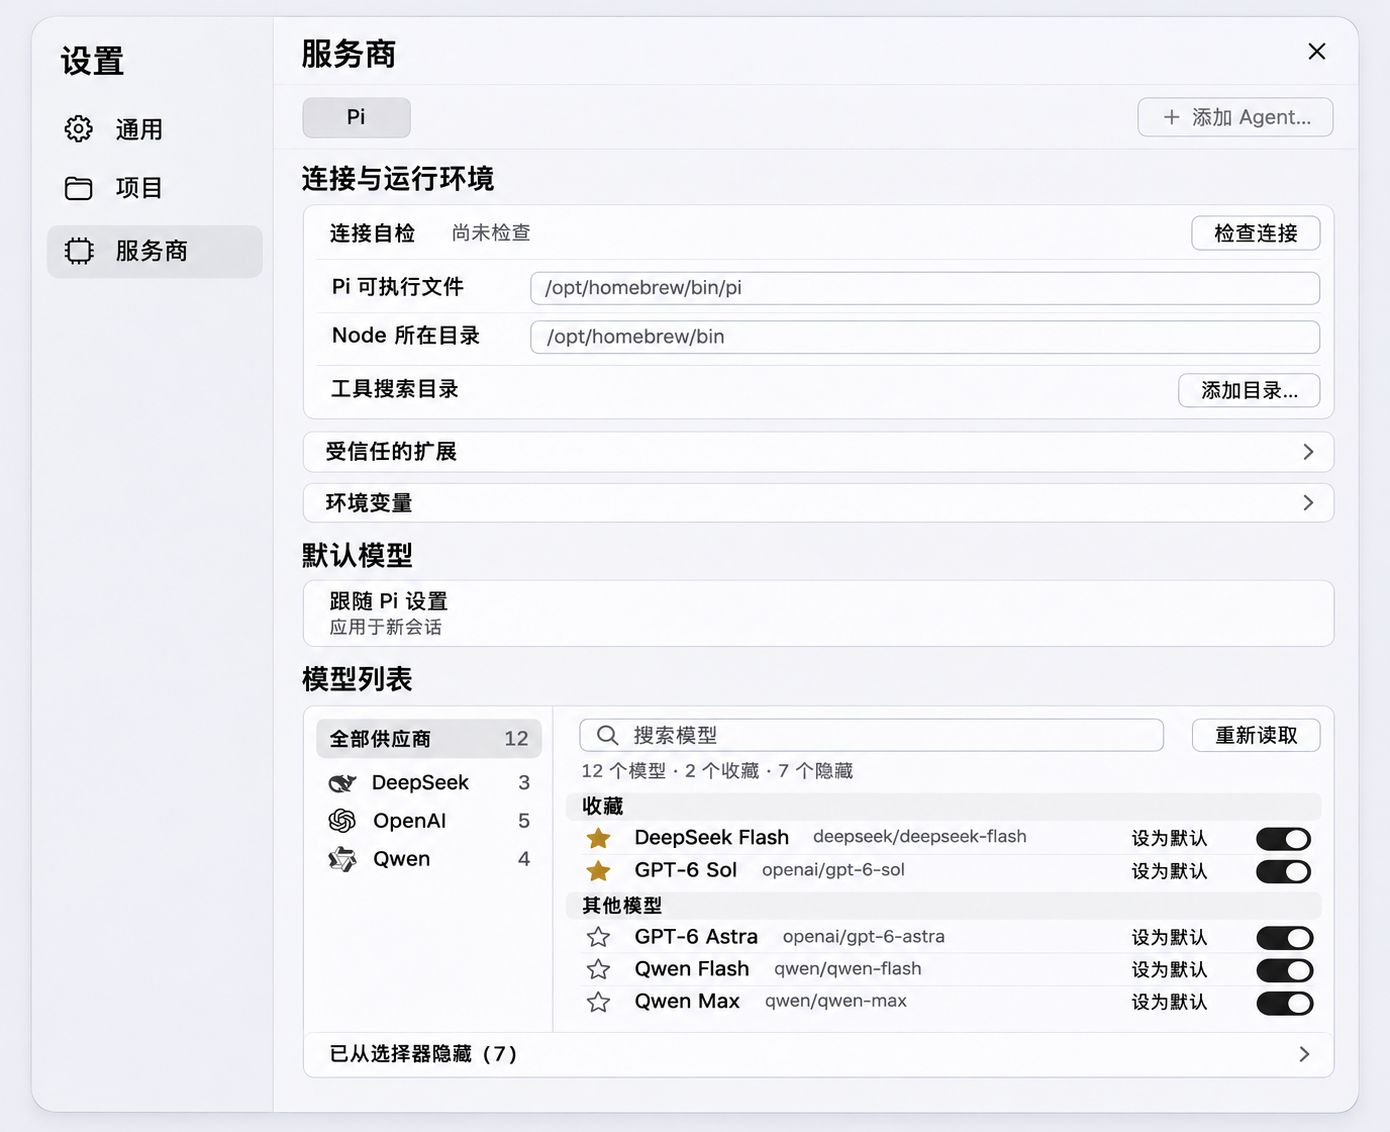 设置
通用
项目
服务商
服务商
Pi
+ 添加 Agent...
连接与运行环境
连接自检 尚未检查 检查连接
Pi 可执行文件 /opt/homebrew/bin/pi
Node 所在目录 /opt/homebrew/bin
工具搜索目录 添加目录...
受信任的扩展
环境变量
默认模型
跟随 Pi 设置
应用于新会话
模型列表
全部供应商 12
DeepSeek 3
OpenAI 5
Qwen 4
搜索模型 重新读取
12 个模型 · 2 个收藏 · 7 个隐藏
收藏
DeepSeek Flash deepseek/deepseek-flash 设为默认
GPT-6 Sol openai/gpt-6-sol 设为默认
其他模型
GPT-6 Astra openai/gpt-6-astra 设为默认
Qwen Flash qwen/qwen-flash 设为默认
Qwen Max qwen/qwen-max 设为默认
已从选择器隐藏 (7)